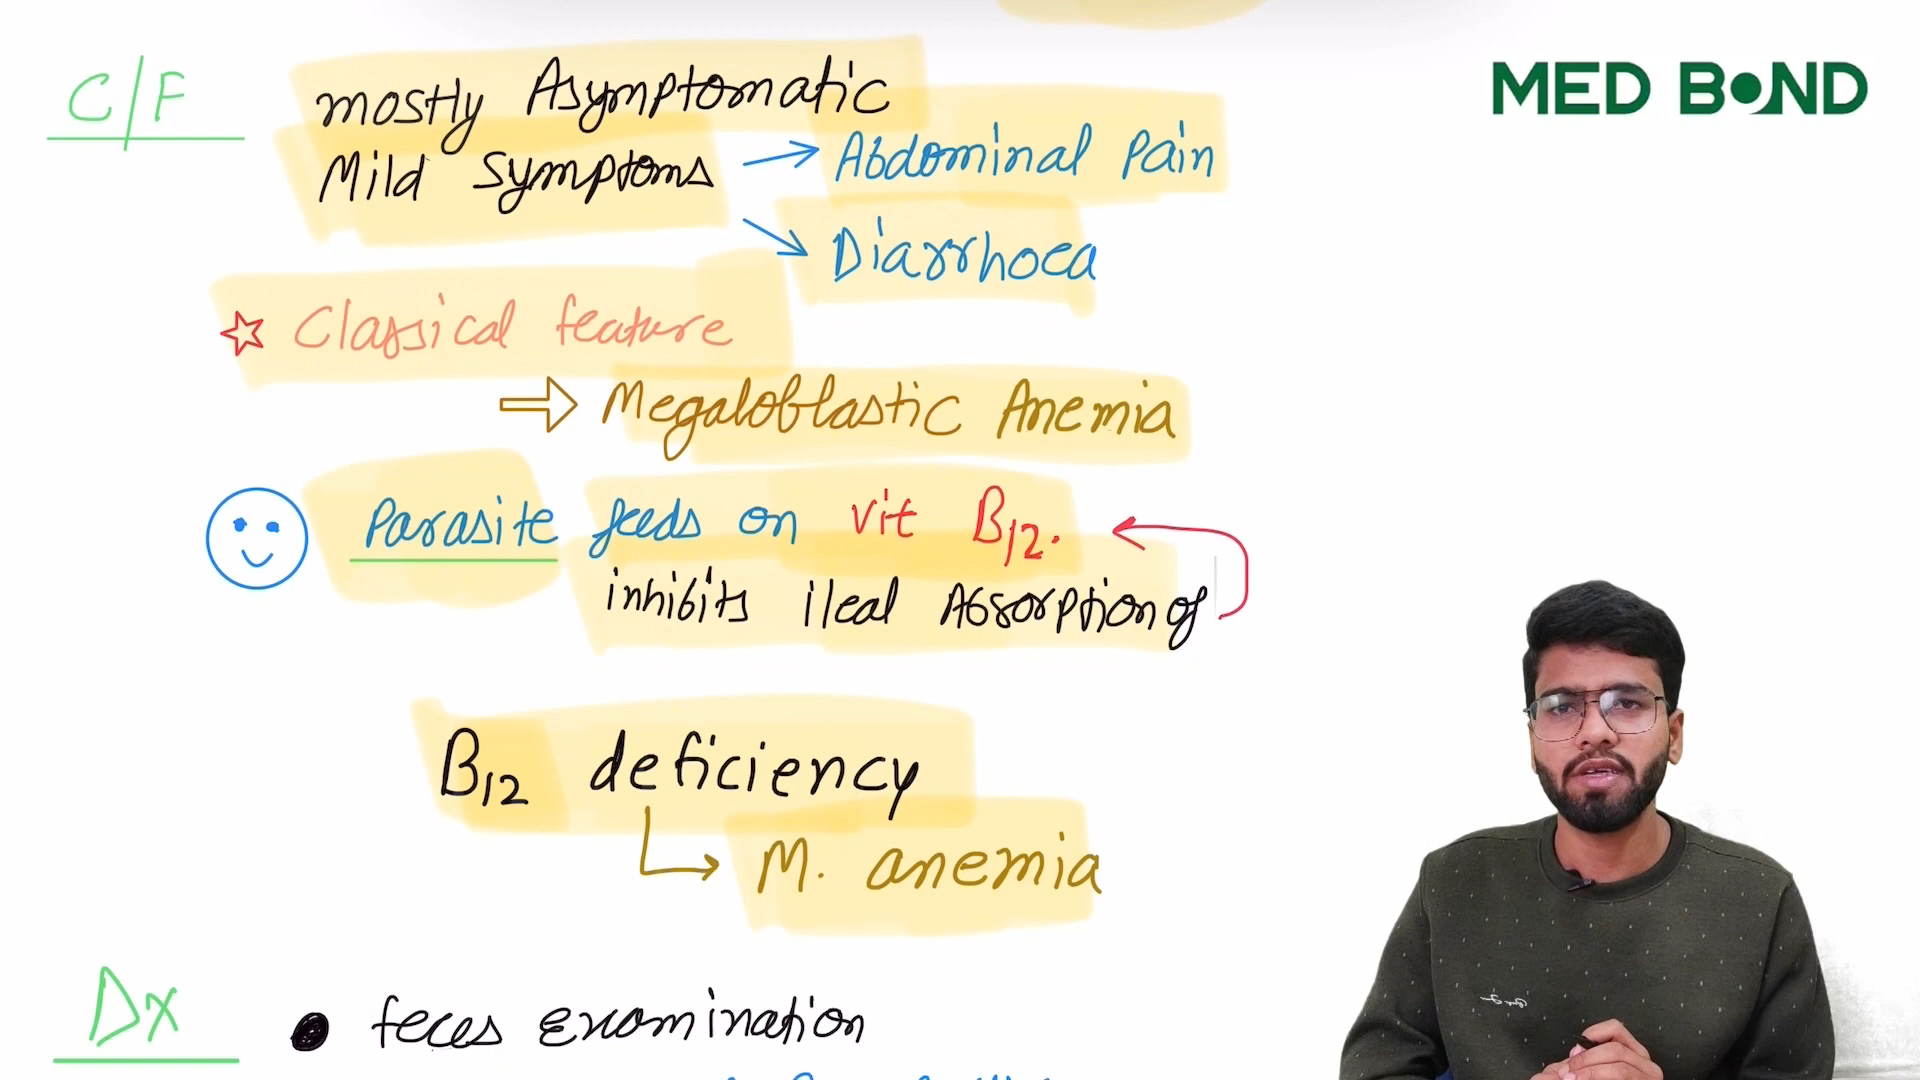 C/F
mostly Asymptomatic
Mild Symptoms → Abdominal Pain
→ Diarrhoea
☆ Classical feature
⇒ Megaloblastic Anemia
Parasite feeds on vit B12.
inhibits ileal Absorption of
B12 deficiency
→ M. anemia
Dx
● feces Examination
MED BOND